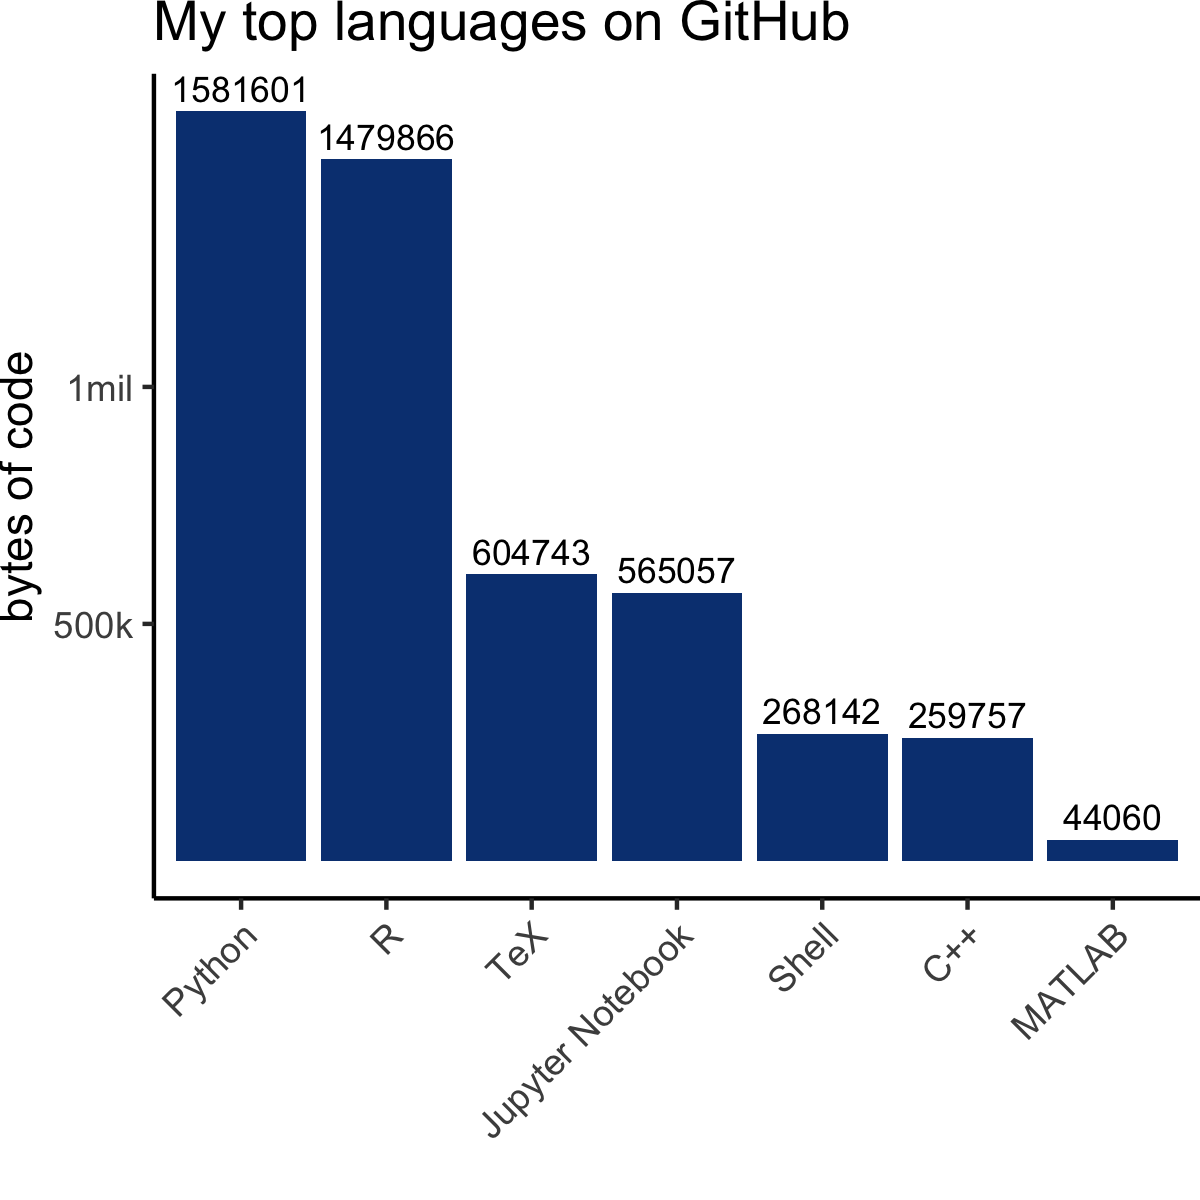 My top languages on GitHub
1581601
1479866
604743
565057
268142
259757
44060
bytes of code
1mil
500k
Python
R
TeX
Jupyter Notebook
Shell
C++
MATLAB